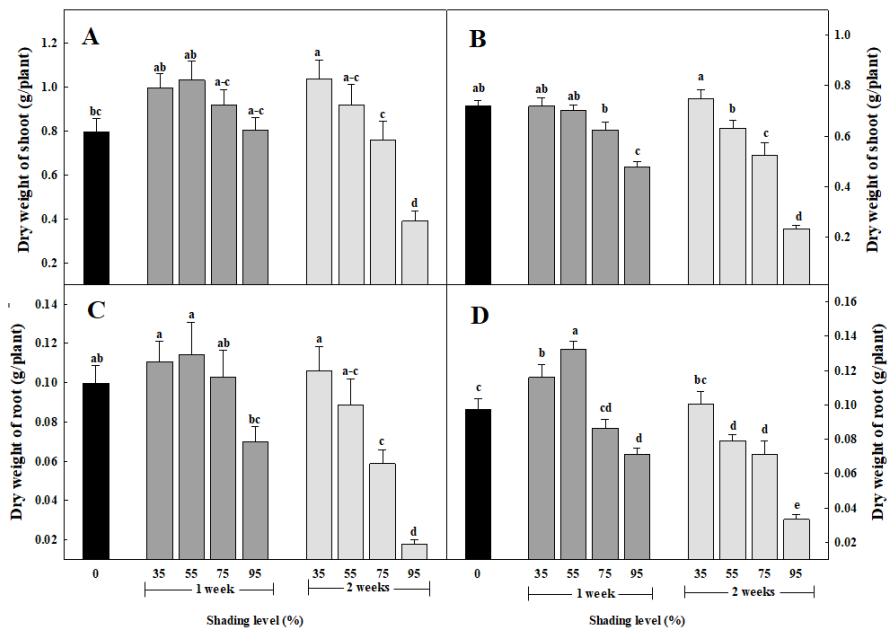 A
B
Dry weight of shoot (g/plant)
1.2
1.0
0.8
0.6
0.4
0.2
bc
ab
ab
a-c
a-c
a
a-c
c
d
ab
ab
ab
b
c
a
b
c
d
1.0
0.8
0.6
0.4
0.2
Dry weight of shoot (g/plant)
C
D
Dry weight of root (g/plant)
0.14
0.12
0.10
0.08
0.06
0.04
0.02
ab
a
a
ab
bc
a
a-c
c
d
c
b
a
cd
d
bc
d
d
e
0.16
0.14
0.12
0.10
0.08
0.06
0.04
0.02
Dry weight of root (g/plant)
0 35 55 75 95 35 55 75 95 0 35 55 75 95 35 55 75 95
1 week 2 weeks 1 week 2 weeks
Shading level (%) Shading level (%)